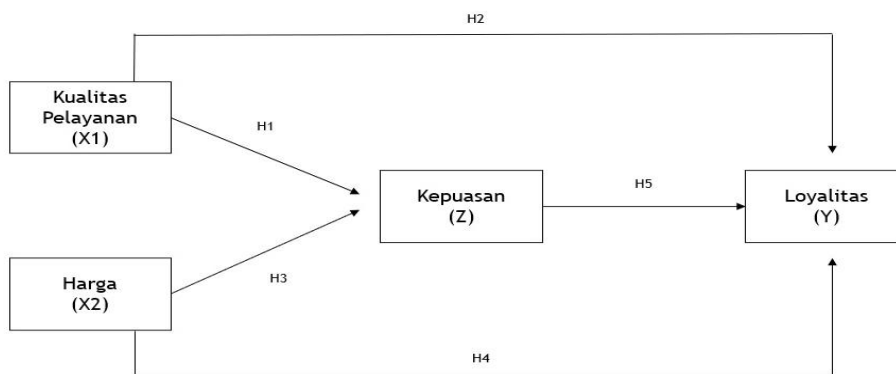 H2
Kualitas
Pelayanan
(X1)
H1
Kepuasan
(Z)
H5
Loyalitas
(Y)
Harga
(X2)
H3
H4